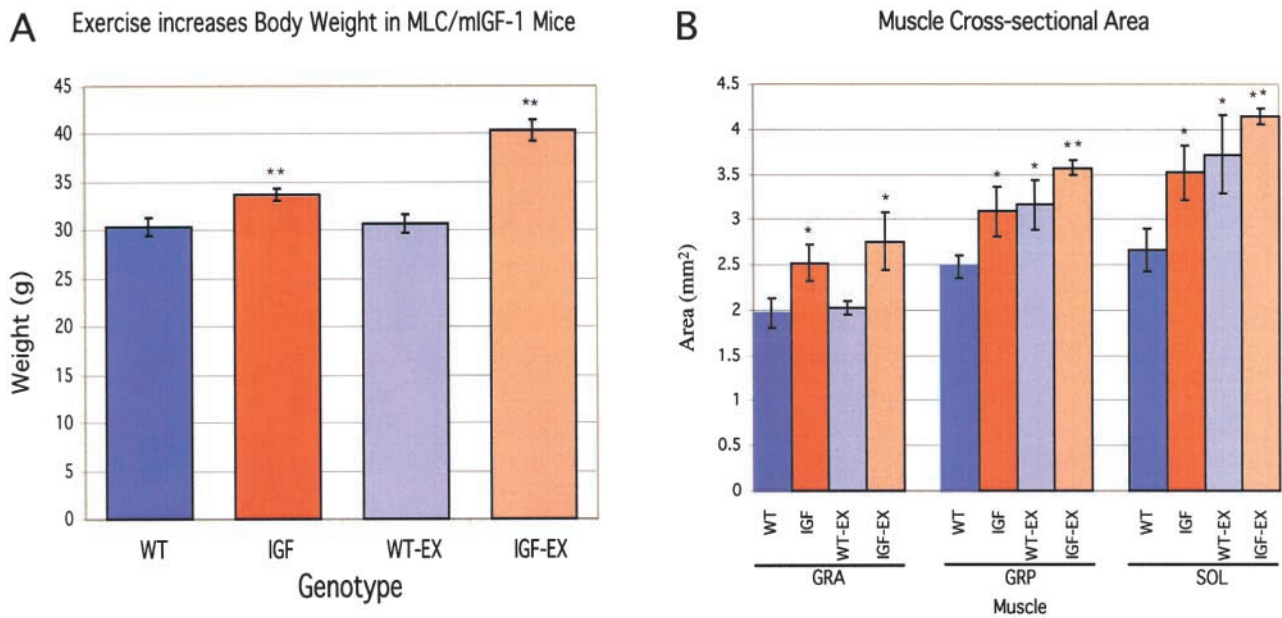 A
Exercise increases Body Weight in MLC/mIGF-1 Mice
Weight (g)
45
40
35
30
25
20
15
10
5
0
**
**
WT
IGF
WT-EX
IGF-EX
Genotype
B
Muscle Cross-sectional Area
Area (mm²)
4.5
4
3.5
3
2.5
2
1.5
1
0.5
0
*
*
*
*
**
*
*
**
WT
IGF
WT-EX
IGF-EX
WT
IGF
WT-EX
IGF-EX
WT
IGF
WT-EX
IGF-EX
GRA
GRP
SOL
Muscle